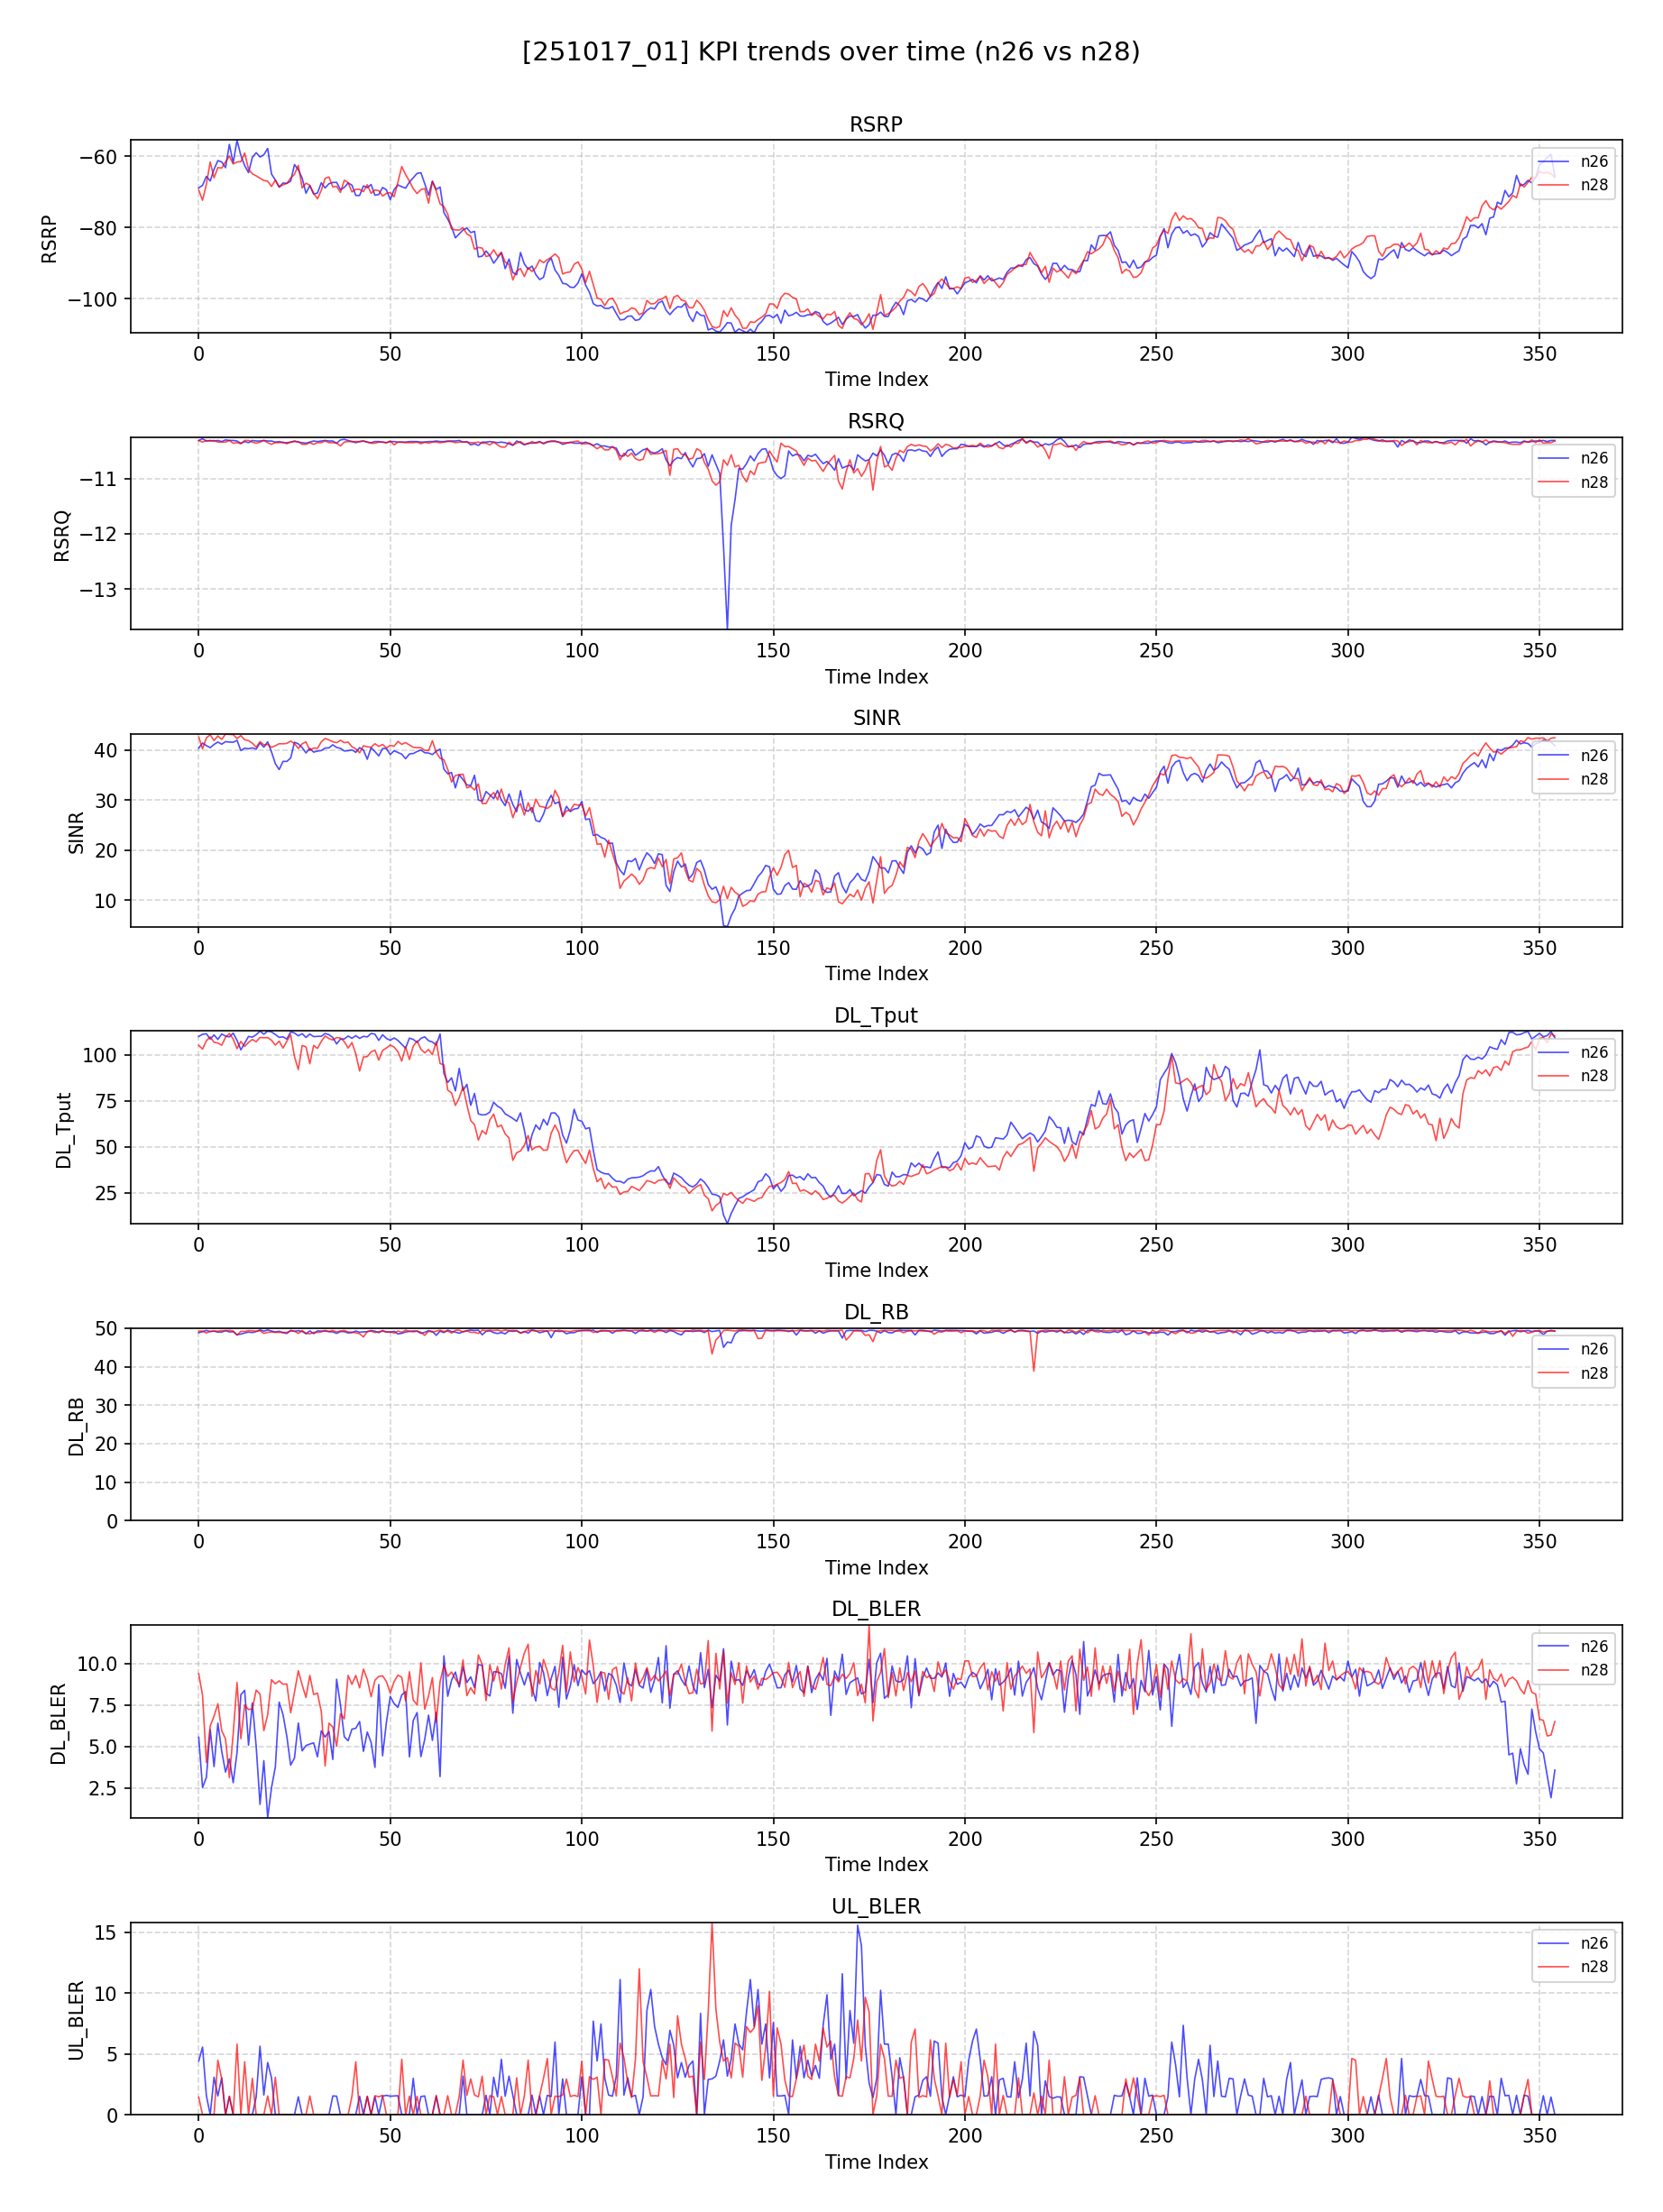 [251017_01] KPI trends over time (n26 vs n28)
RSRP
−60
−80
−100
RSRP
n26
n28
0 50 100 150 200 250 300 350
Time Index
RSRQ
−11
−12
−13
RSRQ
n26
n28
0 50 100 150 200 250 300 350
Time Index
SINR
40
30
20
10
SINR
n26
n28
0 50 100 150 200 250 300 350
Time Index
DL_Tput
100
75
50
25
DL_Tput
n26
n28
0 50 100 150 200 250 300 350
Time Index
DL_RB
50
40
30
20
10
0
DL_RB
n26
n28
0 50 100 150 200 250 300 350
Time Index
DL_BLER
10.0
7.5
5.0
2.5
DL_BLER
n26
n28
0 50 100 150 200 250 300 350
Time Index
UL_BLER
15
10
5
0
UL_BLER
n26
n28
0 50 100 150 200 250 300 350
Time Index